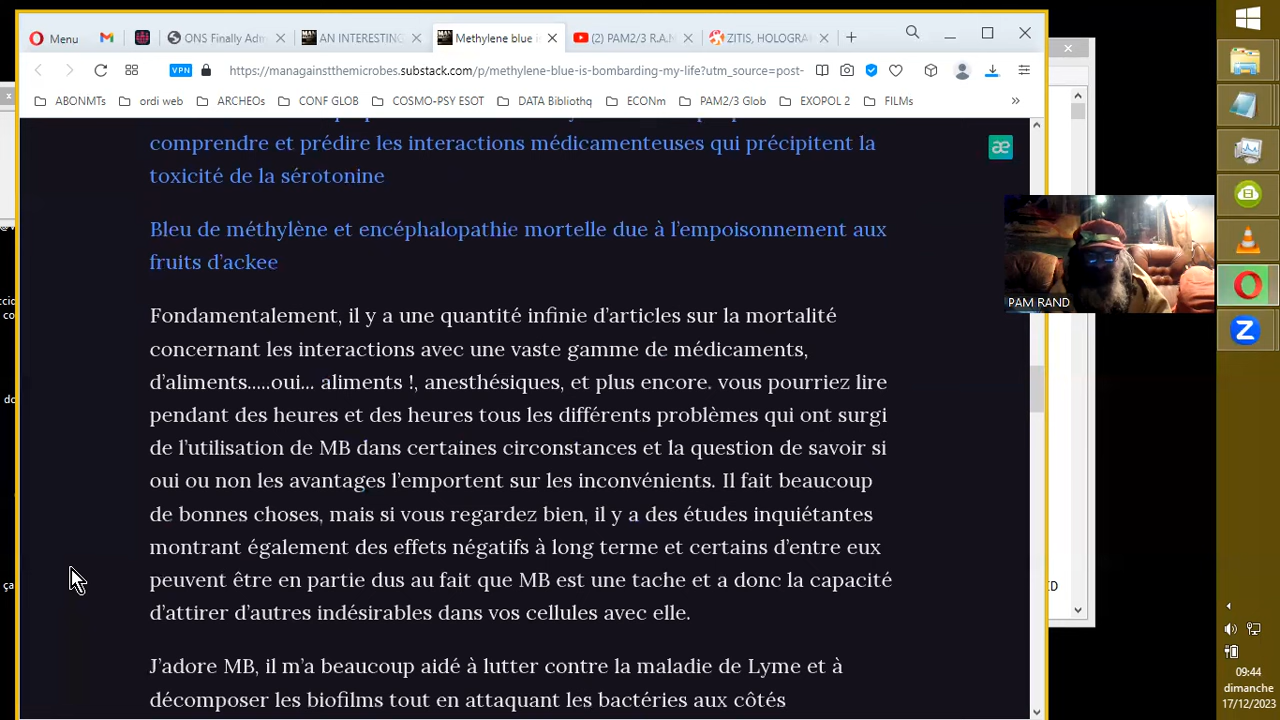 Menu
ONS Finally Adm
AN INTERESTING
Methylene blue is
(2) PAM2/3 R.A.N
ZITIS, HOLOGRA
VPN
https://managainstthemicrobes.substack.com/p/methylene-blue-is-bombarding-my-life?utm_source=post-
ABONMTs
ordi web
ARCHEOs
CONF GLOB
COSMO-PSY ESOT
DATA Bibliothq
ECONm
PAM2/3 Glob
EXOPOL 2
FILMs
»
comprendre et prédire les interactions médicamenteuses qui précipitent la
toxicité de la sérotonine
æ
Bleu de méthylène et encéphalopathie mortelle due à l’empoisonnement aux
fruits d’ackee
PAM RAND
Fondamentalement, il y a une quantité infinie d’articles sur la mortalité
concernant les interactions avec une vaste gamme de médicaments,
d’aliments.....oui... aliments !, anesthésiques, et plus encore. vous pourriez lire
pendant des heures et des heures tous les différents problèmes qui ont surgi
de l’utilisation de MB dans certaines circonstances et la question de savoir si
oui ou non les avantages l’emportent sur les inconvénients. Il fait beaucoup
de bonnes choses, mais si vous regardez bien, il y a des études inquiétantes
montrant également des effets négatifs à long terme et certains d’entre eux
peuvent être en partie dus au fait que MB est une tache et a donc la capacité
d’attirer d’autres indésirables dans vos cellules avec elle.
J’adore MB, il m’a beaucoup aidé à lutter contre la maladie de Lyme et à
décomposer les biofilms tout en attaquant les bactéries aux côtés
09:44
dimanche
17/12/2023